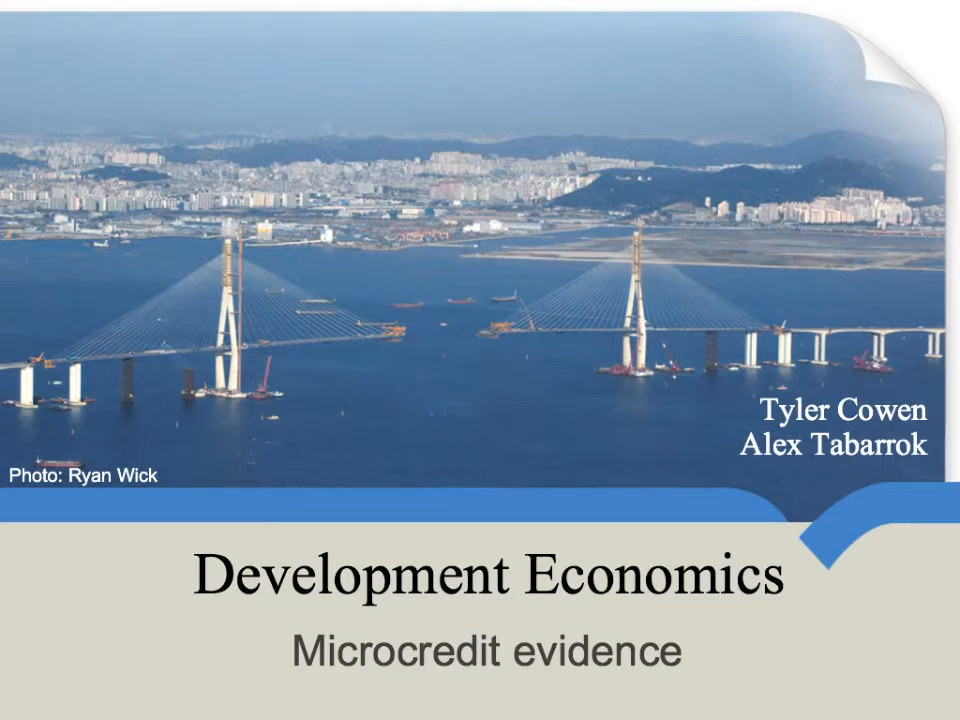 Tyler Cowen
Alex Tabarrok
Photo: Ryan Wick
Development Economics
Microcredit evidence